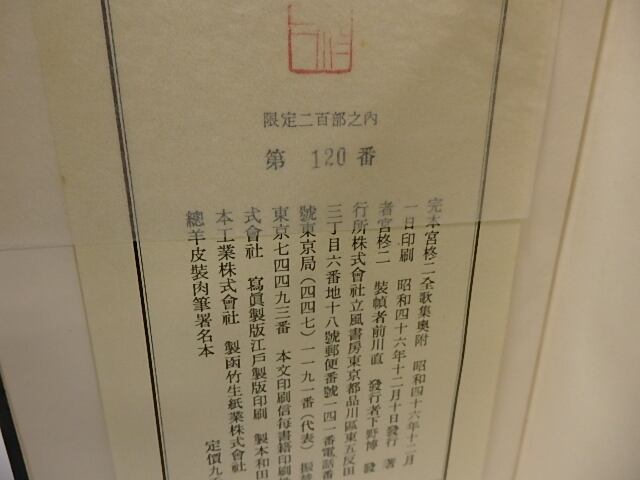 限定二百部之內
第 120 番
完本宮柊二全歌集奧附 昭和四十六年十二月
一日印刷 昭和四十六年十二月十日發行 著
者宮柊二 裝幀者前川直 發行者下野博 發
行所株式會社立風書房東京都品川區東五反田
三丁目六番地十八號郵便番號一四一電話番
號東京局(四四七)一一九一番(代表) 振替
東京七四四九三番 本文印刷信每書籍印刷株
式會社 寫眞製版江戶製版印刷 製本和田
本工業株式會社 製函竹生紙業株式會社
總羊皮裝肉筆署名本 定價九